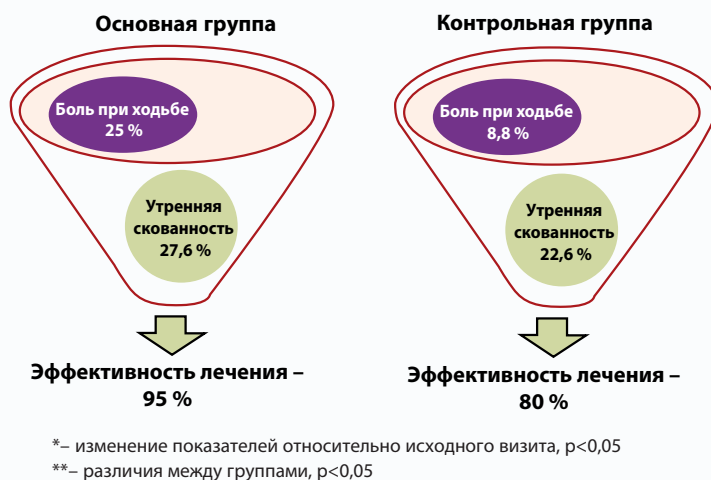 Основная группа
Контрольная группа
Боль при ходьбе
25 %
Боль при ходьбе
8,8 %
Утренняя
скованность
27,6 %
Утренняя
скованность
22,6 %
Эффективность лечения –
95 %
Эффективность лечения –
80 %
*– изменение показателей относительно исходного визита, p<0,05
**– различия между группами, p<0,05